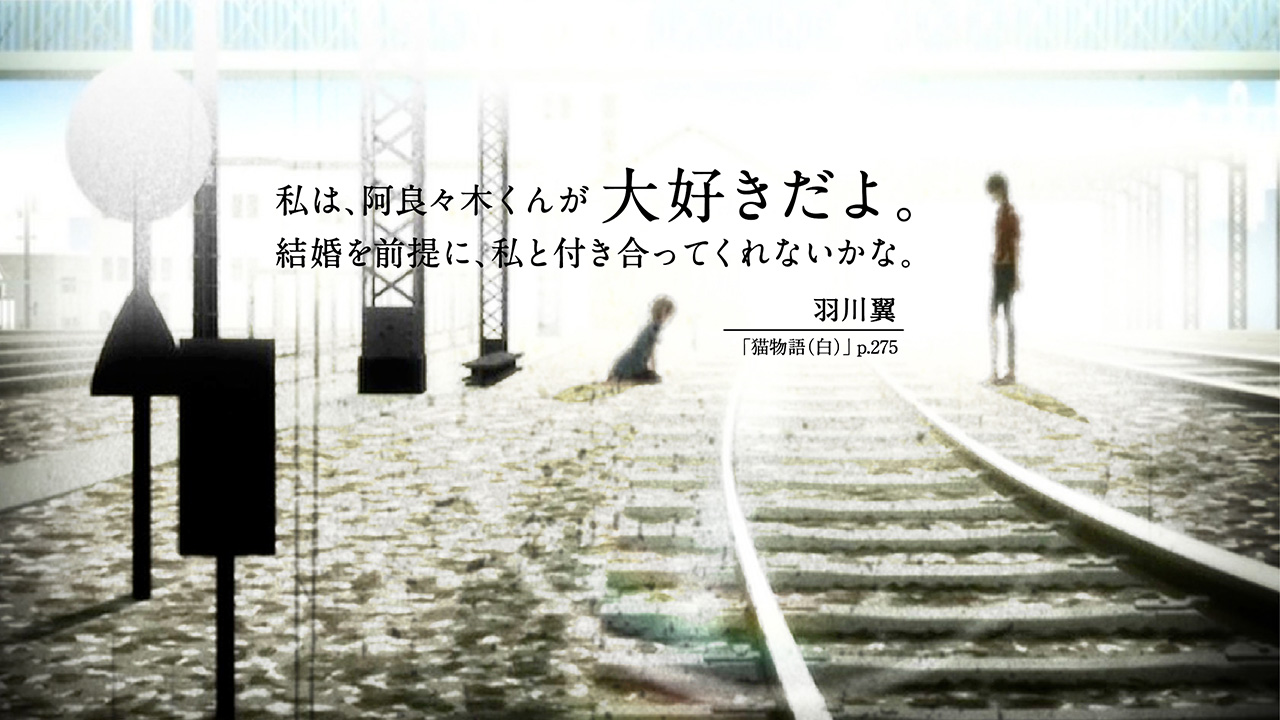 私は、阿良々木くんが 大好きだよ。
結婚を前提に、私と付き合ってくれないかな。
羽川翼
「猫物語（白）」p.275